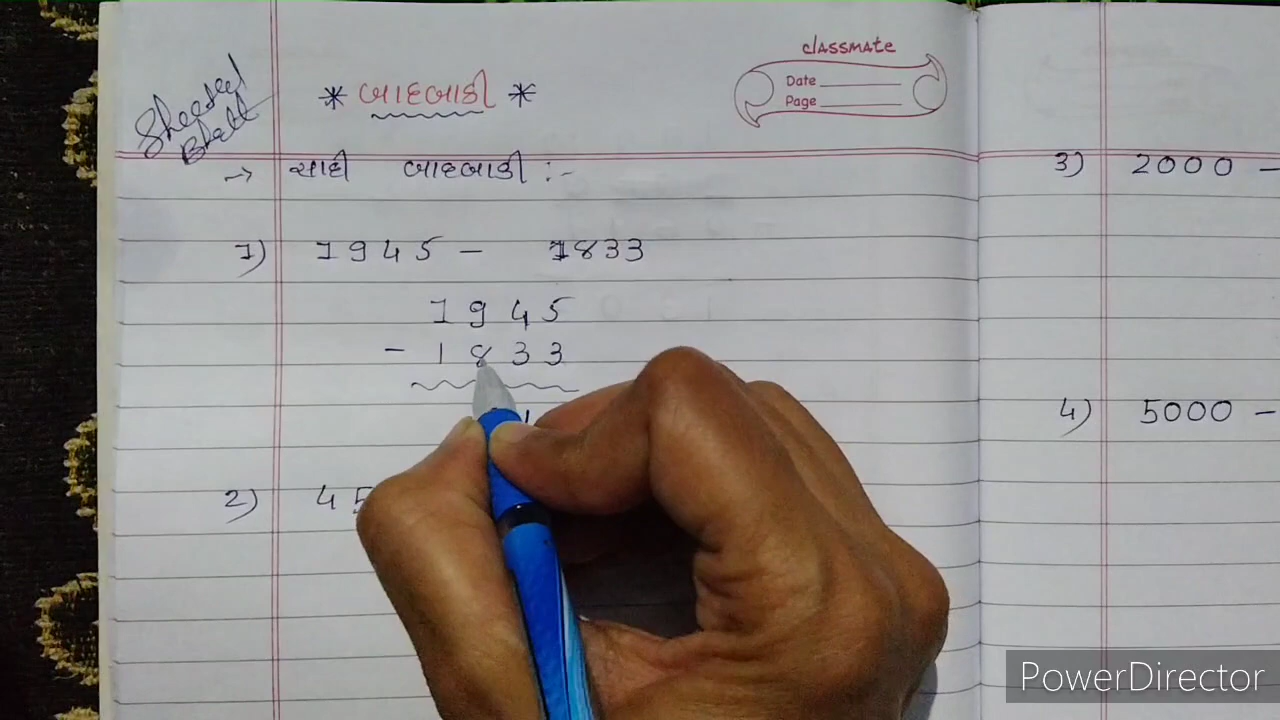 Sheetal
Bhatt
* બાદબાકી *
classmate
Date
Page
→ સાદી બાદબાકી :-
1) 1945 - 1833
1945
- 1833
1
2) 45
3) 2000 -
4) 5000 -
PowerDirector